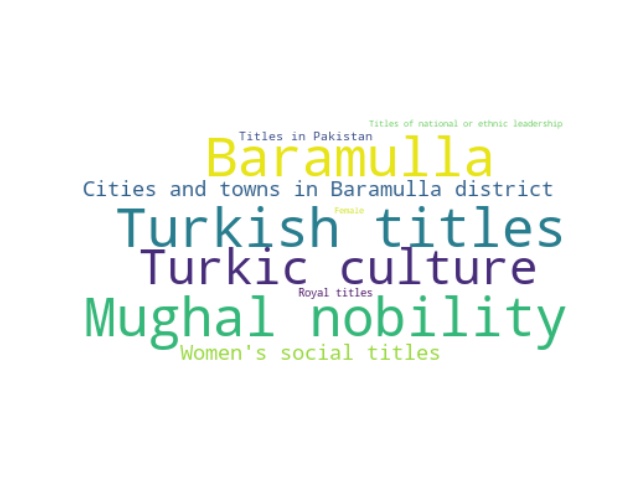 Titles of national or ethnic leadership
Titles in Pakistan
Baramulla
Cities and towns in Baramulla district
Female
Turkish titles
Turkic culture
Royal titles
Mughal nobility
Women's social titles